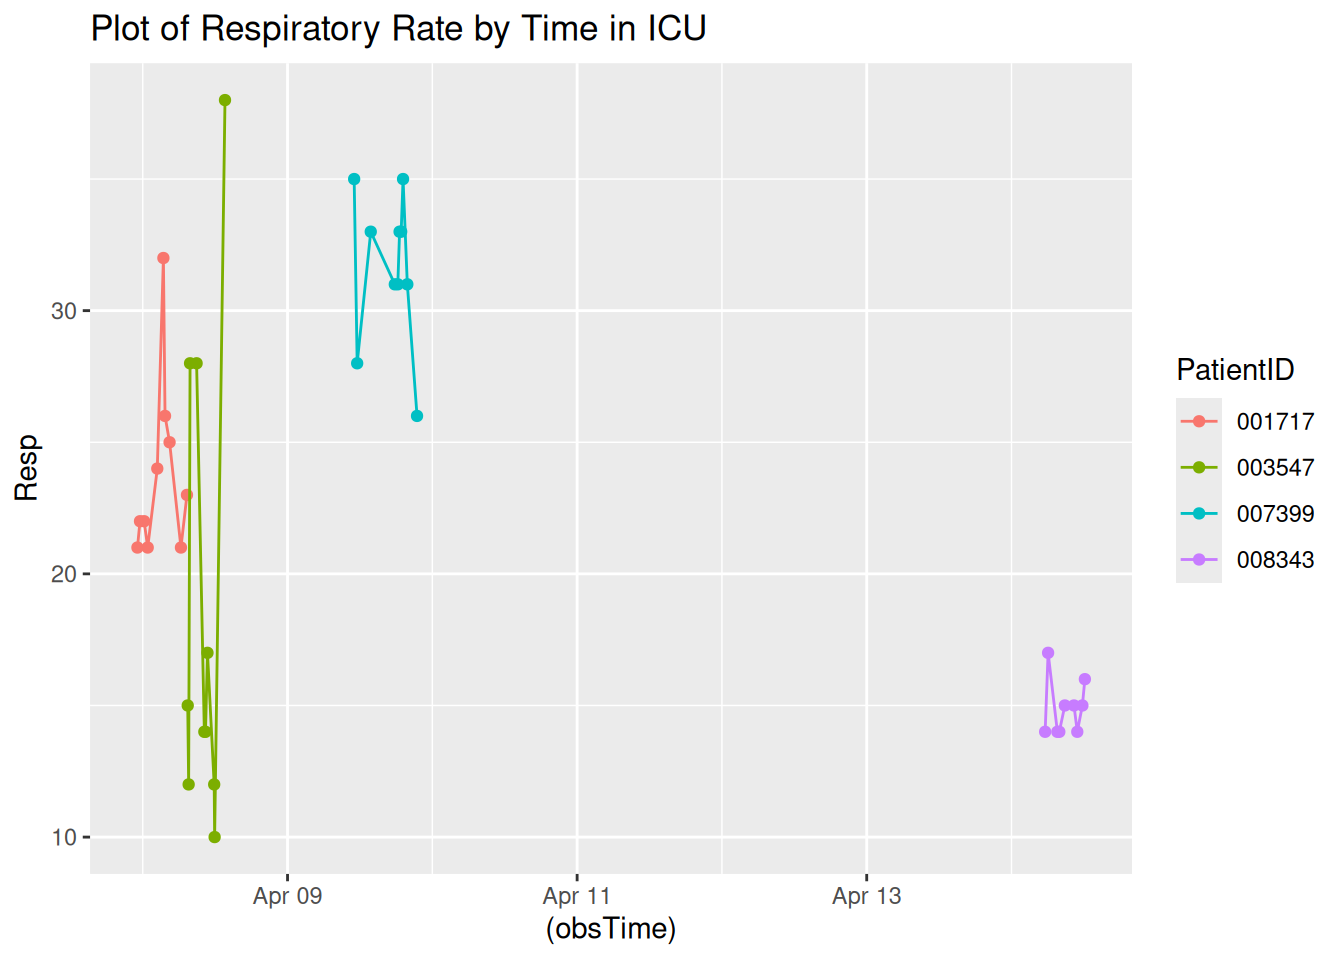 Plot of Respiratory Rate by Time in ICU
Resp
30
20
10
Apr 09
Apr 11
Apr 13
(obsTime)
PatientID
001717
003547
007399
008343